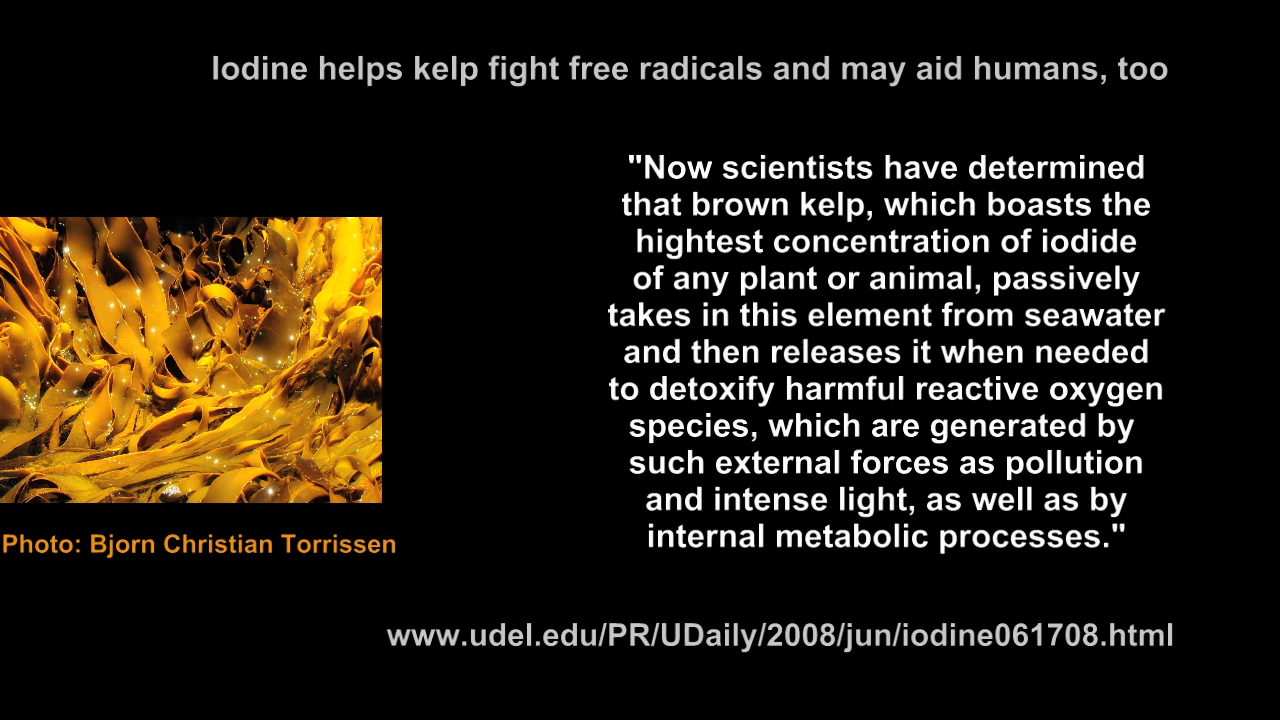 Iodine helps kelp fight free radicals and may aid humans, too
"Now scientists have determined
that brown kelp, which boasts the
hightest concentration of iodide
of any plant or animal, passively
takes in this element from seawater
and then releases it when needed
to detoxify harmful reactive oxygen
species, which are generated by
such external forces as pollution
and intense light, as well as by
internal metabolic processes."
Photo: Bjorn Christian Torrissen
www.udel.edu/PR/UDaily/2008/jun/iodine061708.html